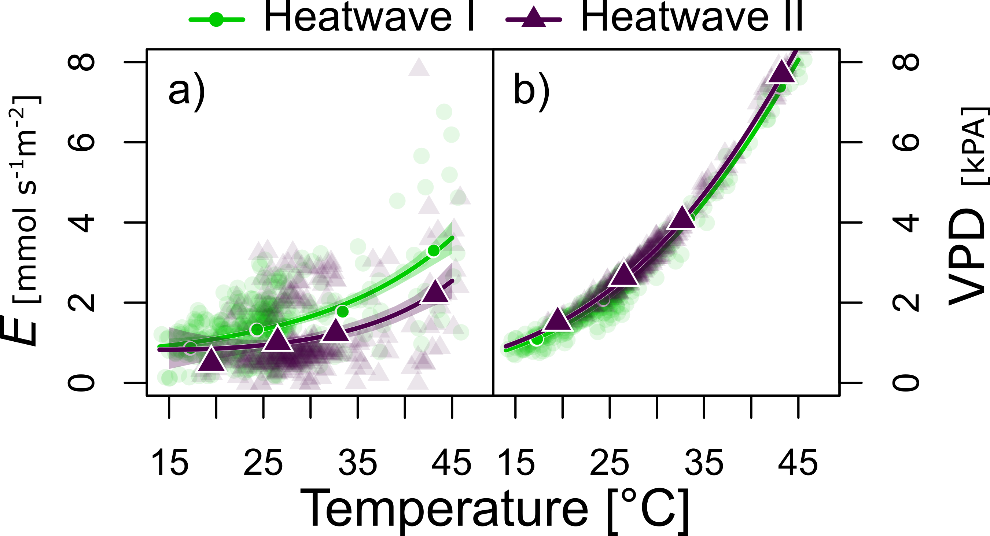 Heatwave I Heatwave II
a) b)
E [mmol s⁻¹m⁻²]
8
6
4
2
0
8
6
4
2
0
VPD [kPA]
15 25 35 45 15 25 35 45
Temperature [°C]